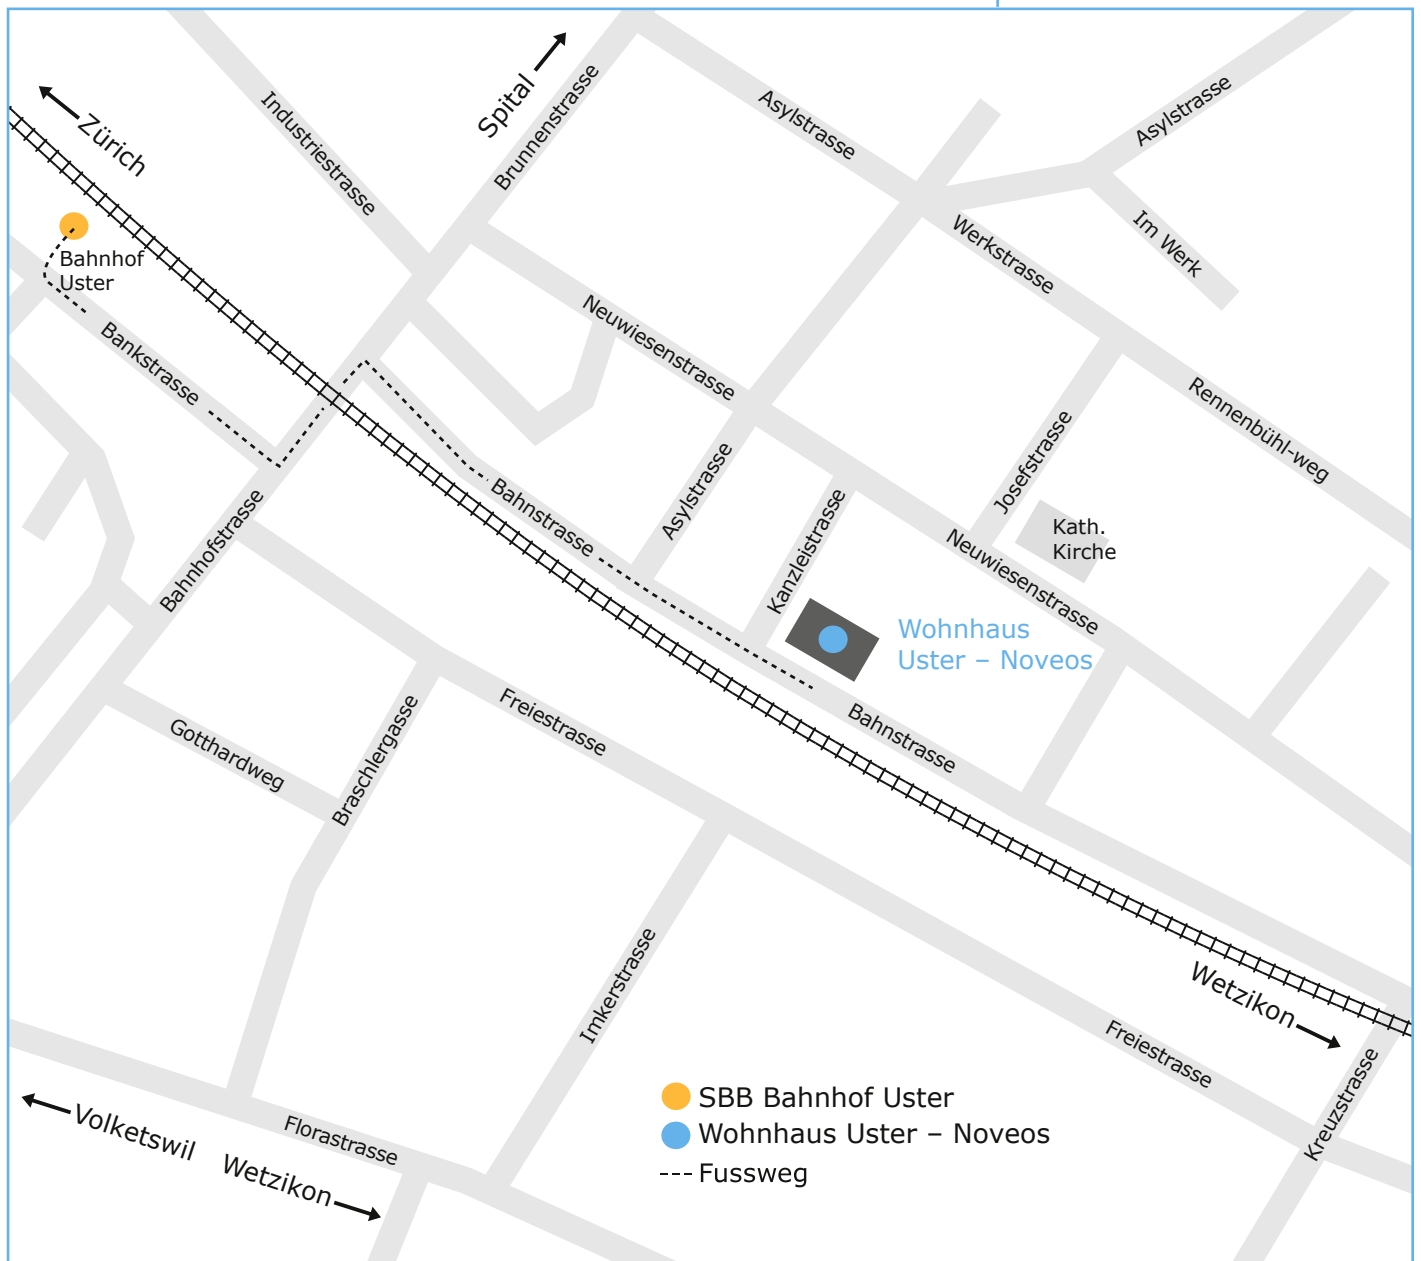 Zürich
Industriestrasse
Spital
Brunnenstrasse
Asylstrasse
Asylstrasse
Im Werk
Werkstrasse
Bahnhof
Uster
Bankstrasse
Neuwiesenstrasse
Rennenbühl-weg
Josefstrasse
Asylstrasse
Bahnstrasse
Kanzleistrasse
Kath.
Kirche
Neuwiesenstrasse
Bahnhofstrasse
Wohnhaus
Uster – Noveos
Bahnstrasse
Freiestrasse
Gotthardweg
Braschlergasse
Imkerstrasse
Wetzikon
Freiestrasse
Kreuzstrasse
Volketswil
Florastrasse
Wetzikon
SBB Bahnhof Uster
Wohnhaus Uster – Noveos
Fussweg